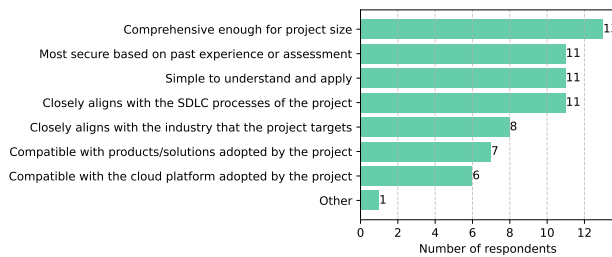 Comprehensive enough for project size
Most secure based on past experience or assessment
11
Simple to understand and apply
11
Closely aligns with the SDLC processes of the project
11
Closely aligns with the industry that the project targets
8
Compatible with products/solutions adopted by the project
7
Compatible with the cloud platform adopted by the project
6
Other
1
0 2 4 6 8 10 12
Number of respondents